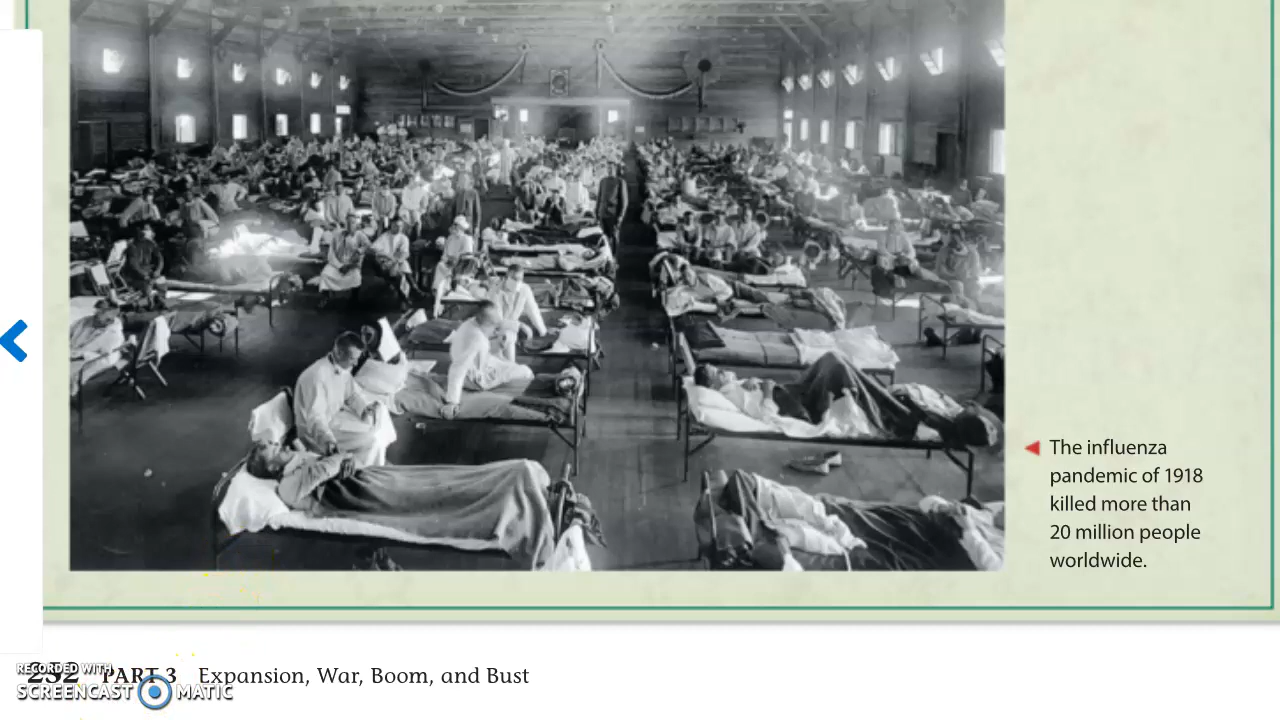 The influenza
pandemic of 1918
killed more than
20 million people
worldwide.
232 PART 3 Expansion, War, Boom, and Bust
RECORDED WITH
SCREENCAST MATIC